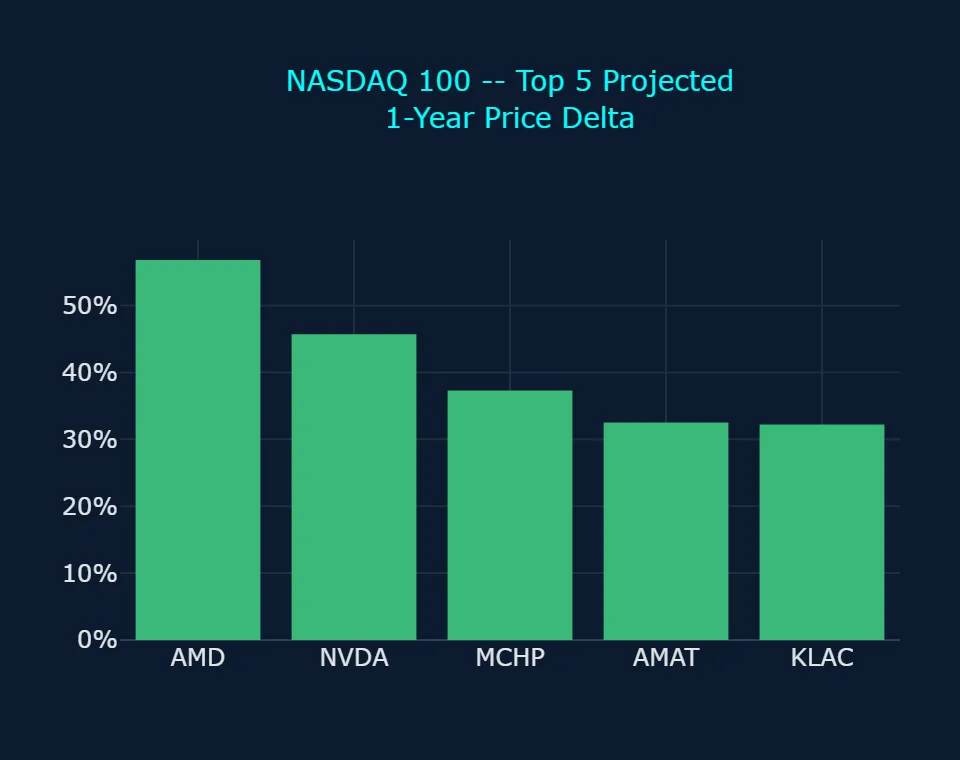 NASDAQ 100 -- Top 5 Projected
1-Year Price Delta
50%
40%
30%
20%
10%
0%
AMD NVDA MCHP AMAT KLAC